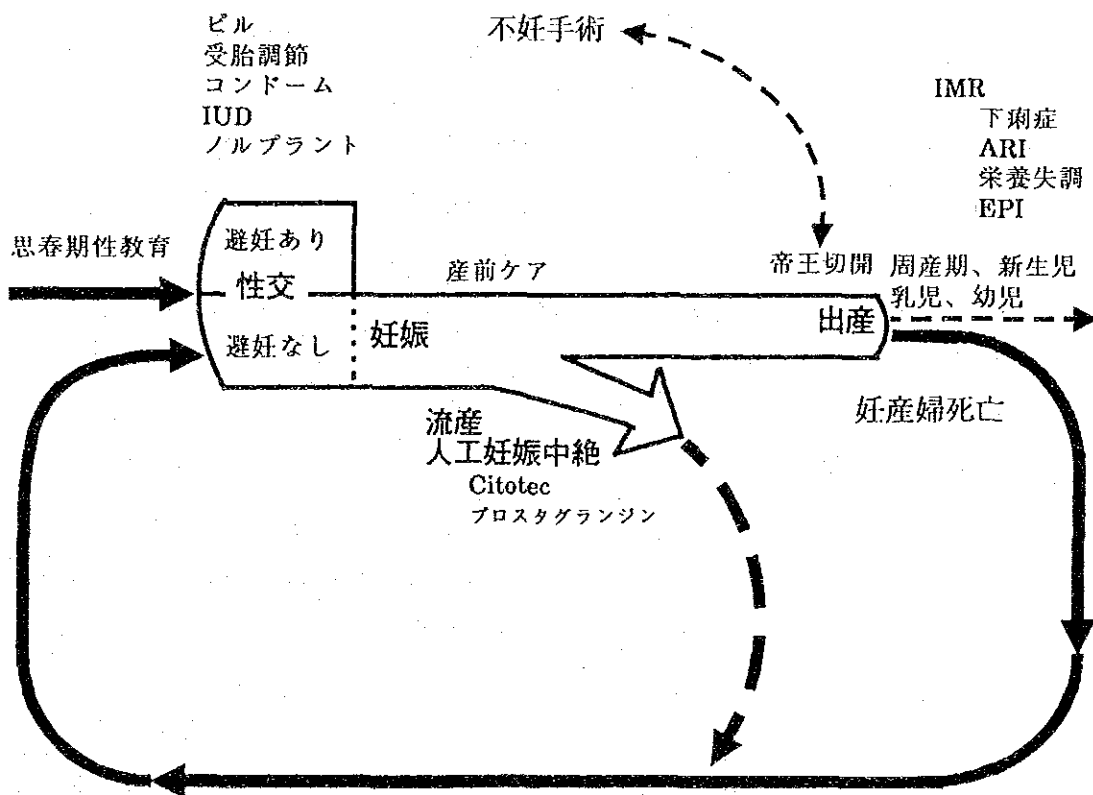 ピル
受胎調節
コンドーム
IUD
ノルプラント
不妊手術
IMR
下痢症
ARI
栄養失調
EPI
思春期性教育
避妊あり
性交
避妊なし
産前ケア
妊娠
帝王切開
出産
周産期、新生児
乳児、幼児
妊産婦死亡
流産
人工妊娠中絶
Citotec
プロスタグランジン